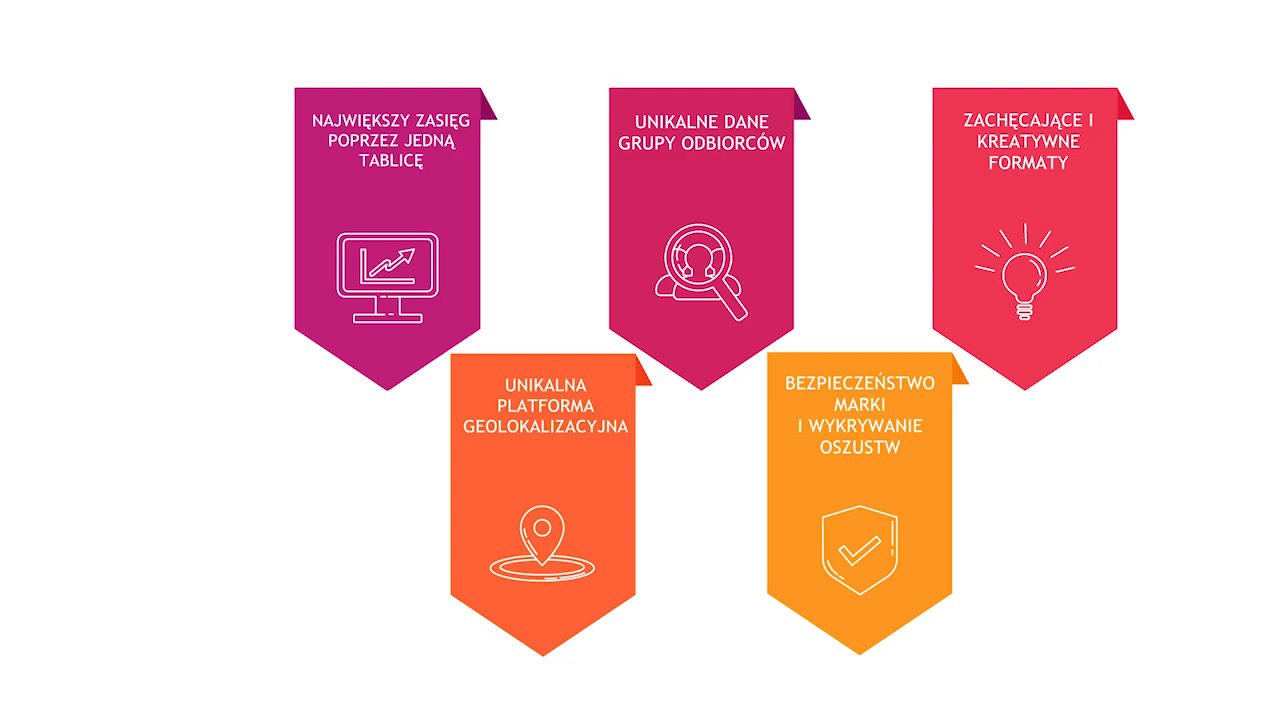 NAJWIĘKSZY ZASIĘG
POPRZEZ JEDNĄ
TABLICĘ
UNIKALNE DANE
GRUPY ODBIORCÓW
ZACHĘCAJĄCE I
KREATYWNE
FORMATY
UNIKALNA
PLATFORMA
GEOLOKALIZACYJNA
BEZPIECZEŃSTWO
MARKI
I WYKRYWANIE
OSZUSTW